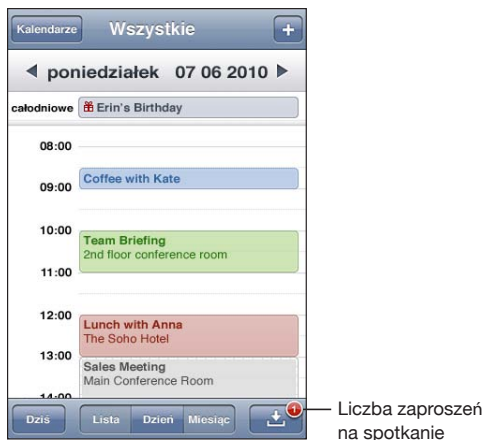 Kalendarze Wszystkie +
poniedziałek 07 06 2010
całodniowe Erin's Birthday
08:00
Coffee with Kate
09:00
10:00
Team Briefing
2nd floor conference room
11:00
12:00
Lunch with Anna
The Soho Hotel
13:00
Sales Meeting
Main Conference Room
14:00
Dziś Lista Dzień Miesiąc 1
Liczba zaproszeń
na spotkanie